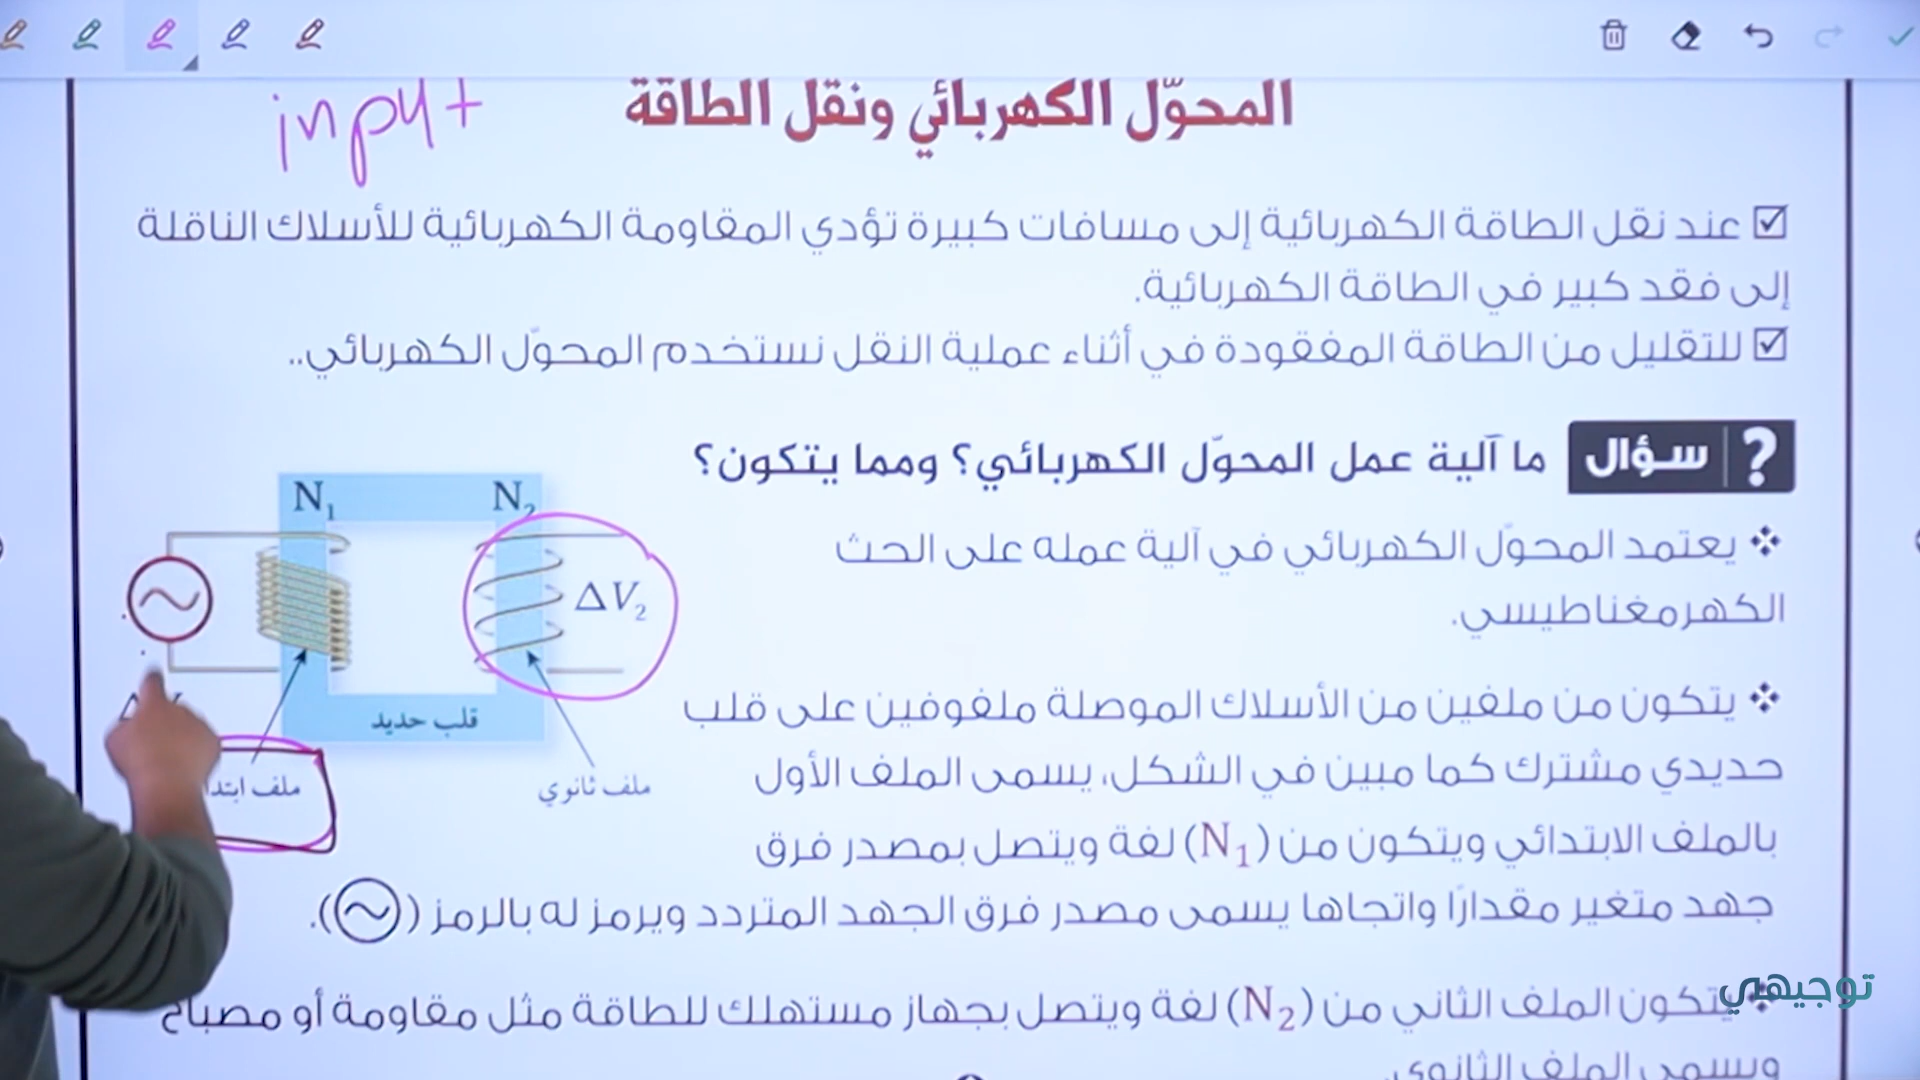 input
المحوّل الكهربائي ونقل الطاقة
عند نقل الطاقة الكهربائية إلى مسافات كبيرة تؤدي المقاومة الكهربائية للأسلاك الناقلة
إلى فقد كبير في الطاقة الكهربائية.
للتقليل من الطاقة المفقودة في أثناء عملية النقل نستخدم المحوّل الكهربائي..
? سؤال ما آلية عمل المحوّل الكهربائي؟ ومما يتكون؟
يعتمد المحوّل الكهربائي في آلية عمله على الحث
الكهرمغناطيسي.
يتكون من ملفين من الأسلاك الموصلة ملفوفين على قلب
حديدي مشترك كما مبين في الشكل، يسمى الملف الأول
بالملف الابتدائي ويتكون من (N1) لفة ويتصل بمصدر فرق
جهد متغير مقدارًا واتجاها يسمى مصدر فرق الجهد المتردد ويرمز له بالرمز (~).
يتكون الملف الثاني من (N2) لفة ويتصل بجهاز مستهلك للطاقة مثل مقاومة أو مصباح
ويسمى الملف الثانوي.
N1
N2
ΔV2
قلب حديد
ملف
ملف ثانوي
توجيهي